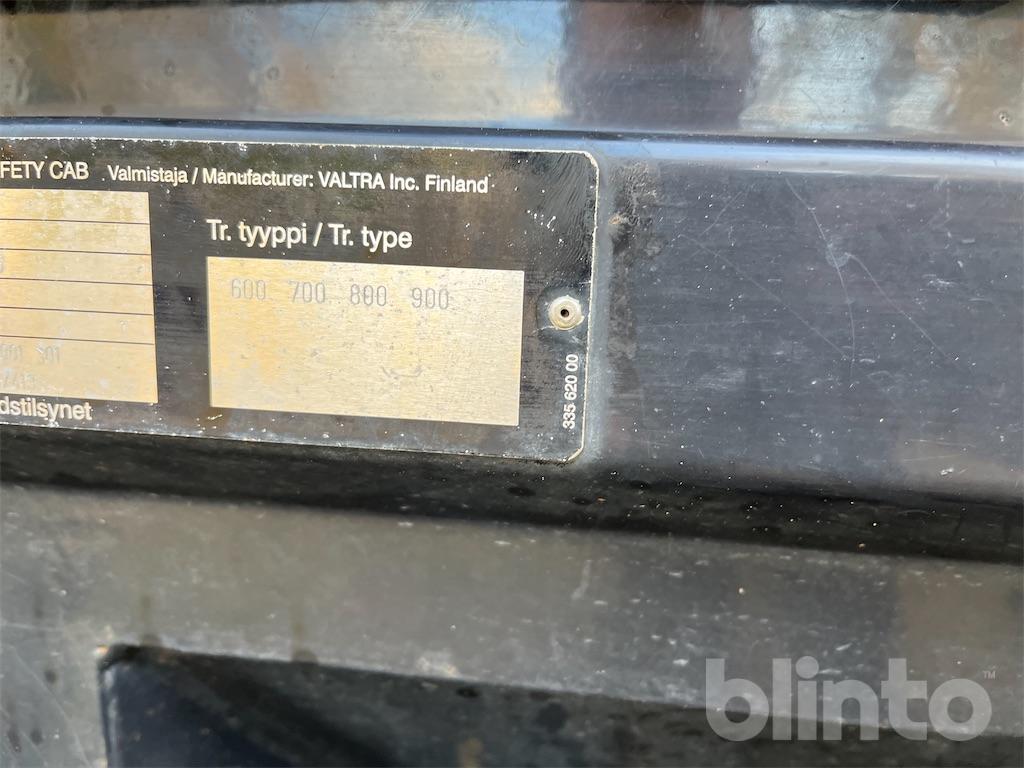 FETY CAB Valmistaja / Manufacturer: VALTRA Inc. Finland
Tr. tyyppi / Tr. type
600 700 800 900
335 620 00
dstilsynet
blinto™